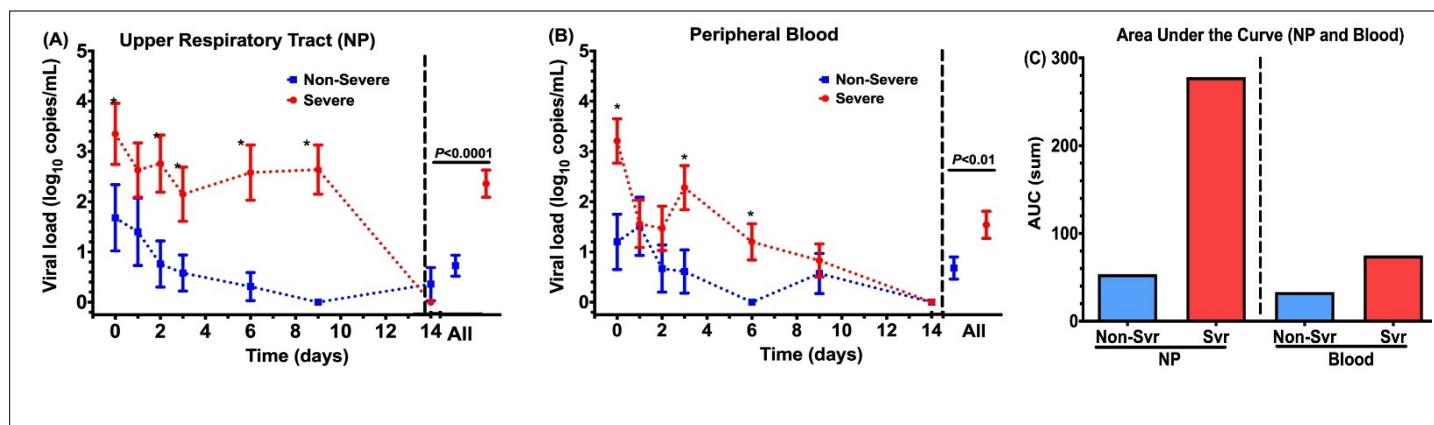 (A) Upper Respiratory Tract (NP)
Viral load (log10 copies/mL)
5
4
3
2
1
0
Non-Severe
Severe
*
*
*
*
*
P<0.0001
0 2 4 6 8 10 12 14 All
Time (days)
(B) Peripheral Blood
Viral load (log10 copies/mL)
5
4
3
2
1
0
Non-Severe
Severe
*
*
*
P<0.01
0 2 4 6 8 10 12 14 All
Time (days)
Area Under the Curve (NP and Blood)
(C)
AUC (sum)
300
200
100
0
Non-Svr Svr Non-Svr Svr
NP Blood